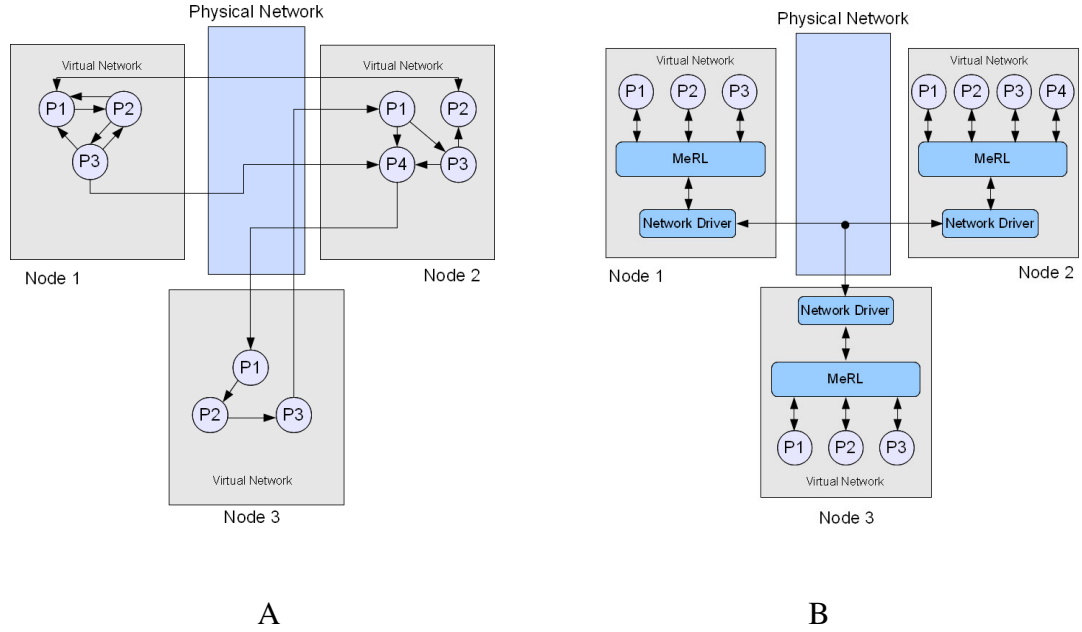 Physical Network
Virtual Network
P1
P2
P3
Node 1
Virtual Network
P1
P2
P4
P3
Node 2
P1
P2
P3
Virtual Network
Node 3
A
Physical Network
Virtual Network
P1
P2
P3
MeRL
Network Driver
Node 1
Virtual Network
P1
P2
P3
P4
MeRL
Network Driver
Node 2
Network Driver
MeRL
P1
P2
P3
Virtual Network
Node 3
B